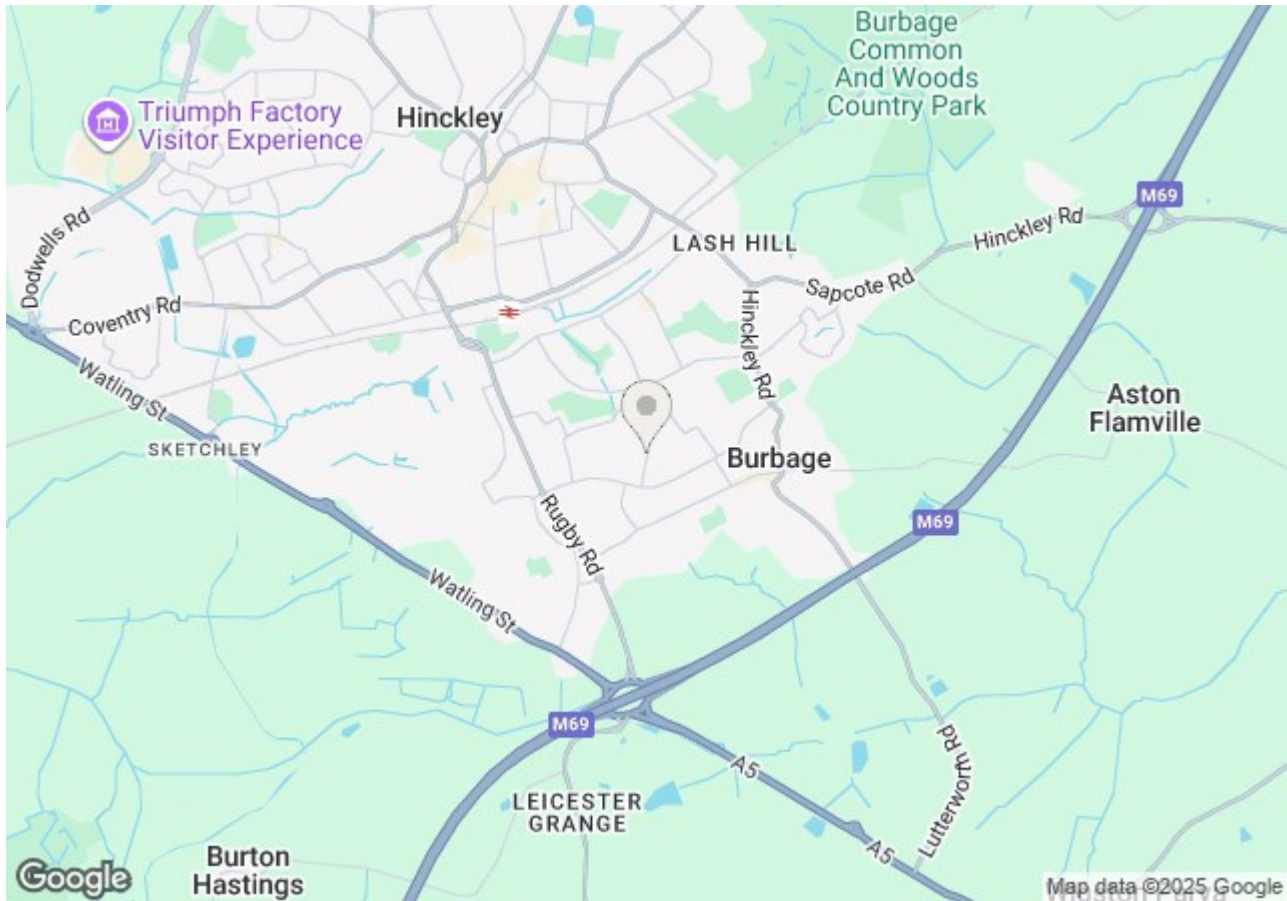 Burbage
Common
And Woods
Country Park
Triumph Factory
Visitor Experience
Hinckley
M69
Dodwells Rd
LASH HILL
Hinckley Rd
Sapcote Rd
Coventry Rd
Hinckley Rd
Watling St
Aston
Flamville
SKETCHLEY
Burbage
Rugby Rd
M69
Watling St
M69
A5
Lutterworth Rd
LEICESTER
GRANGE
A5
Burton
Hastings
Google
Map data ©2025 Google